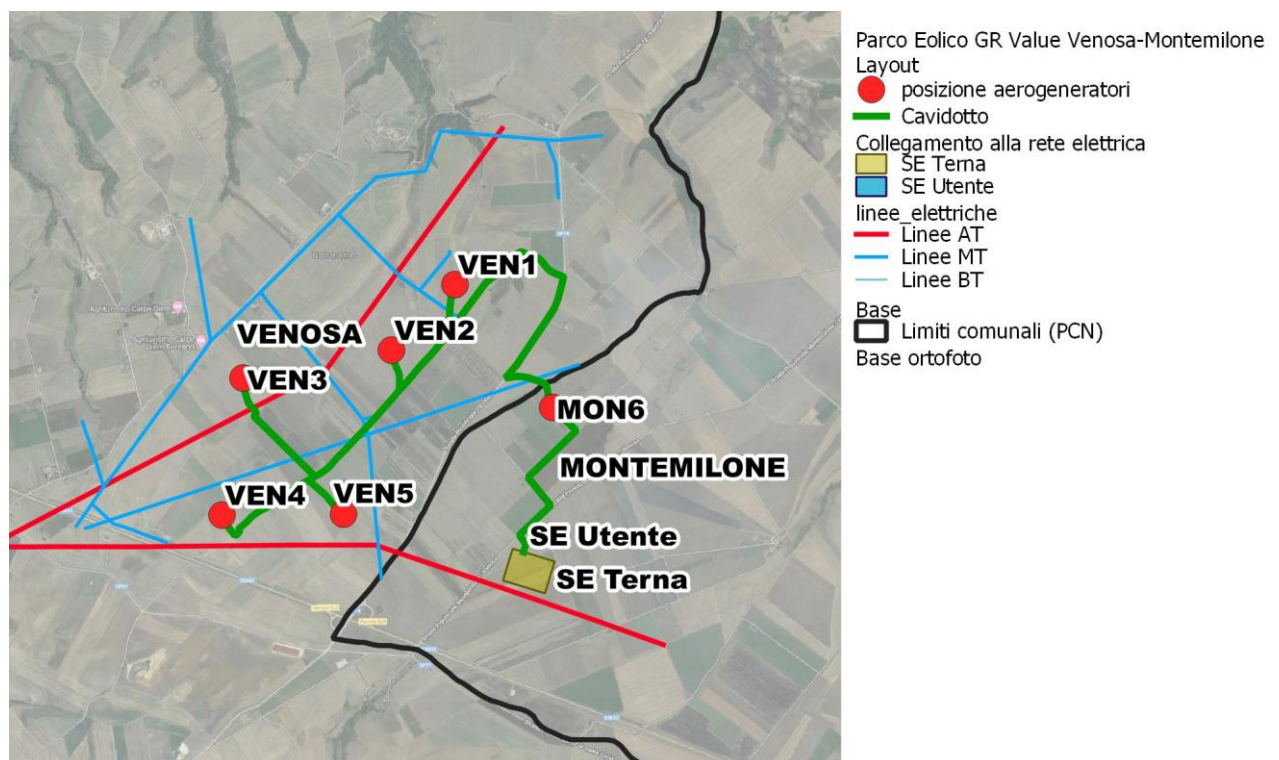 VEN1
VENOSA
VEN2
VEN3
MON6
MONTEMILONE
VEN4
VEN5
SE Utente
SE Terna
Parco Eolico GR Value Venosa-Montemilone
Layout
posizione aerogeneratori
Cavidotto
Collegamento alla rete elettrica
SE Terna
SE Utente
linee_elettriche
Linee AT
Linee MT
Linee BT
Base
Limiti comunali (PCN)
Base ortofoto